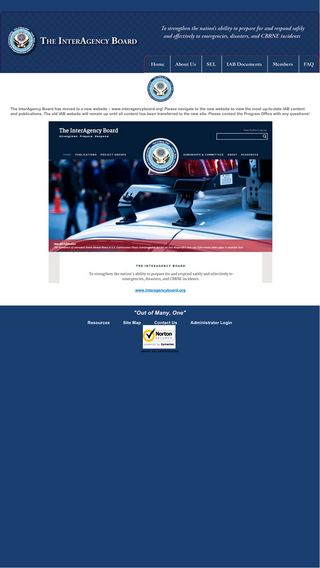 THE INTERAGENCY BOARD
To strengthen the nation's ability to prepare for and respond safely
and effectively to emergencies, disasters, and CBRNE incidents
Home About Us SEL IAB Documents Members FAQ
The InterAgency Board has moved to a new website – www.interagencyboard.org! Please navigate to the new website to view the most up-to-date IAB content
and publications. The old IAB website will remain up until all content has been transferred to the new site. Please contact the Program Office with any questions!
The InterAgency Board
Strengthen. Prepare. Respond.
HOME PUBLICATIONS PROJECT GROUPS SUBGROUPS & COMMITTEES ABOUT RESOURCES
THE INTERAGENCY BOARD
To strengthen the nation's ability to prepare for and respond safely and effectively to
emergencies, disasters, and CBRNE incidents
www.interagencyboard.org
"Out of Many, One"
Resources Site Map Contact Us Administrator Login
Norton
SECURED
powered by Symantec
ABOUT SSL CERTIFICATES